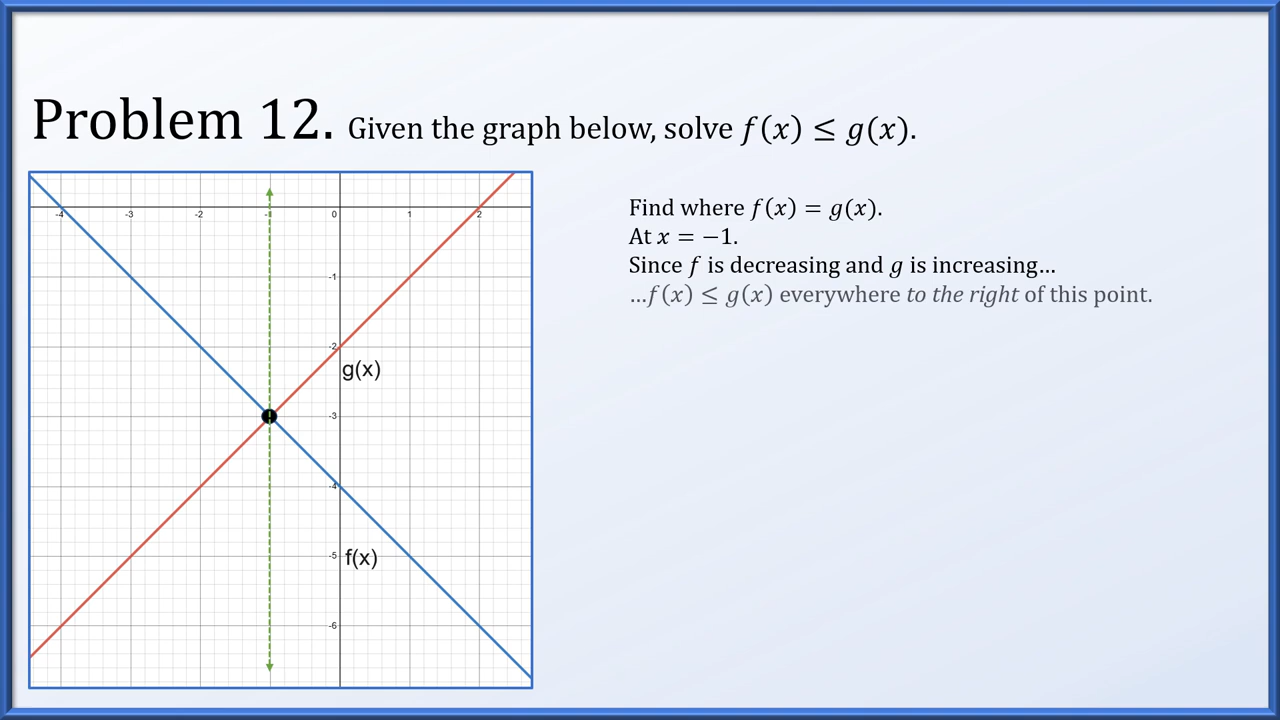 Problem 12. Given the graph below, solve f(x) ≤ g(x).
Find where f(x) = g(x).
At x = −1.
Since f is decreasing and g is increasing…
…f(x) ≤ g(x) everywhere to the right of this point.
-4 -3 -2 -1 0 1 2
-1
-2
g(x)
-3
-4
-5
f(x)
-6